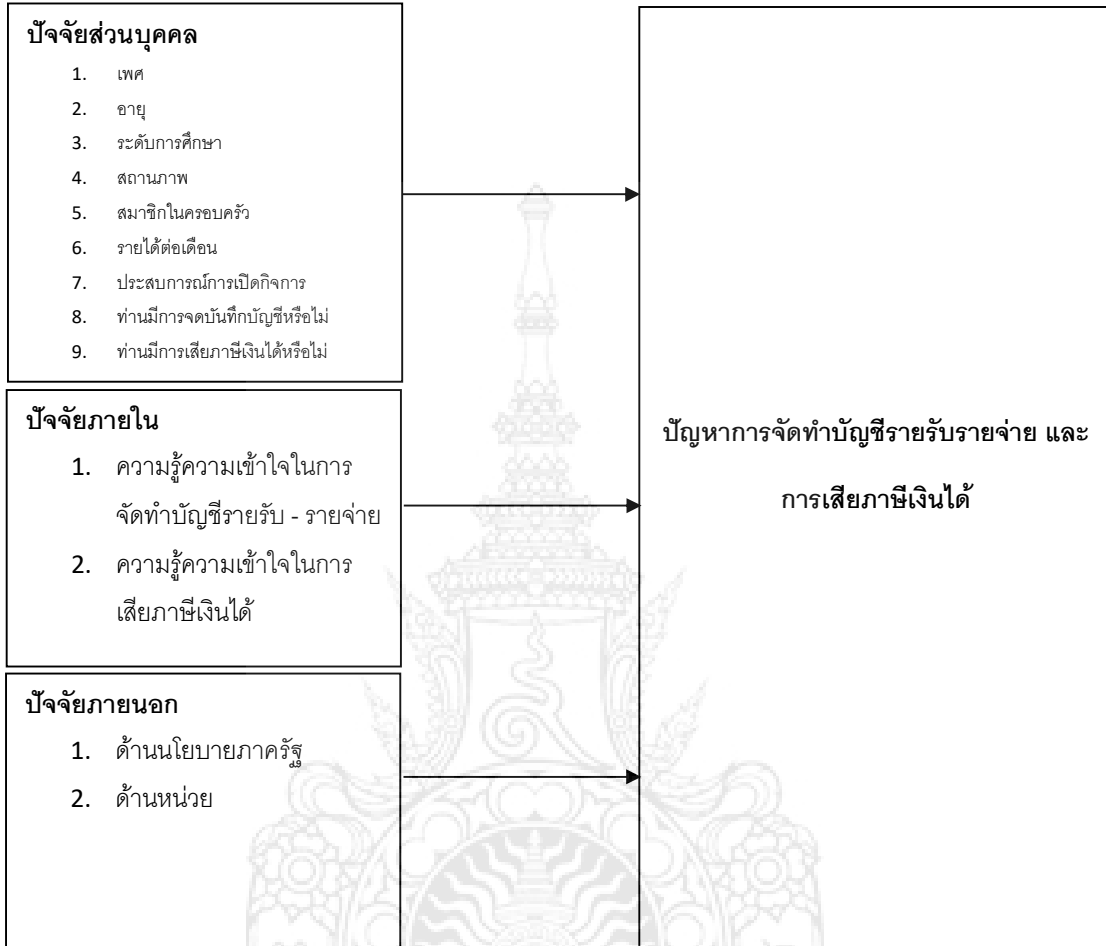 ปัจจัยส่วนบุคคล
1. เพศ
2. อายุ
3. ระดับการศึกษา
4. สถานภาพ
5. สมาชิกในครอบครัว
6. รายได้ต่อเดือน
7. ประสบการณ์การเปิดกิจการ
8. ท่านมีการจดบันทึกบัญชีหรือไม่
9. ท่านมีการเสียภาษีเงินได้หรือไม่
ปัจจัยภายใน
1. ความรู้ความเข้าใจในการ
จัดทำบัญชีรายรับ - รายจ่าย
2. ความรู้ความเข้าใจในการ
เสียภาษีเงินได้
ปัจจัยภายนอก
1. ด้านนโยบายภาครัฐ
2. ด้านหน่วย
ปัญหาการจัดทำบัญชีรายรับรายจ่าย และ
การเสียภาษีเงินได้